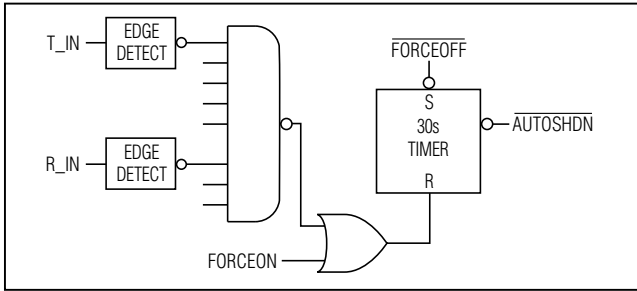 T_IN
EDGE
DETECT
R_IN
EDGE
DETECT
FORCEON
FORCEOFF
S
30s
TIMER
R
AUTOSHDN